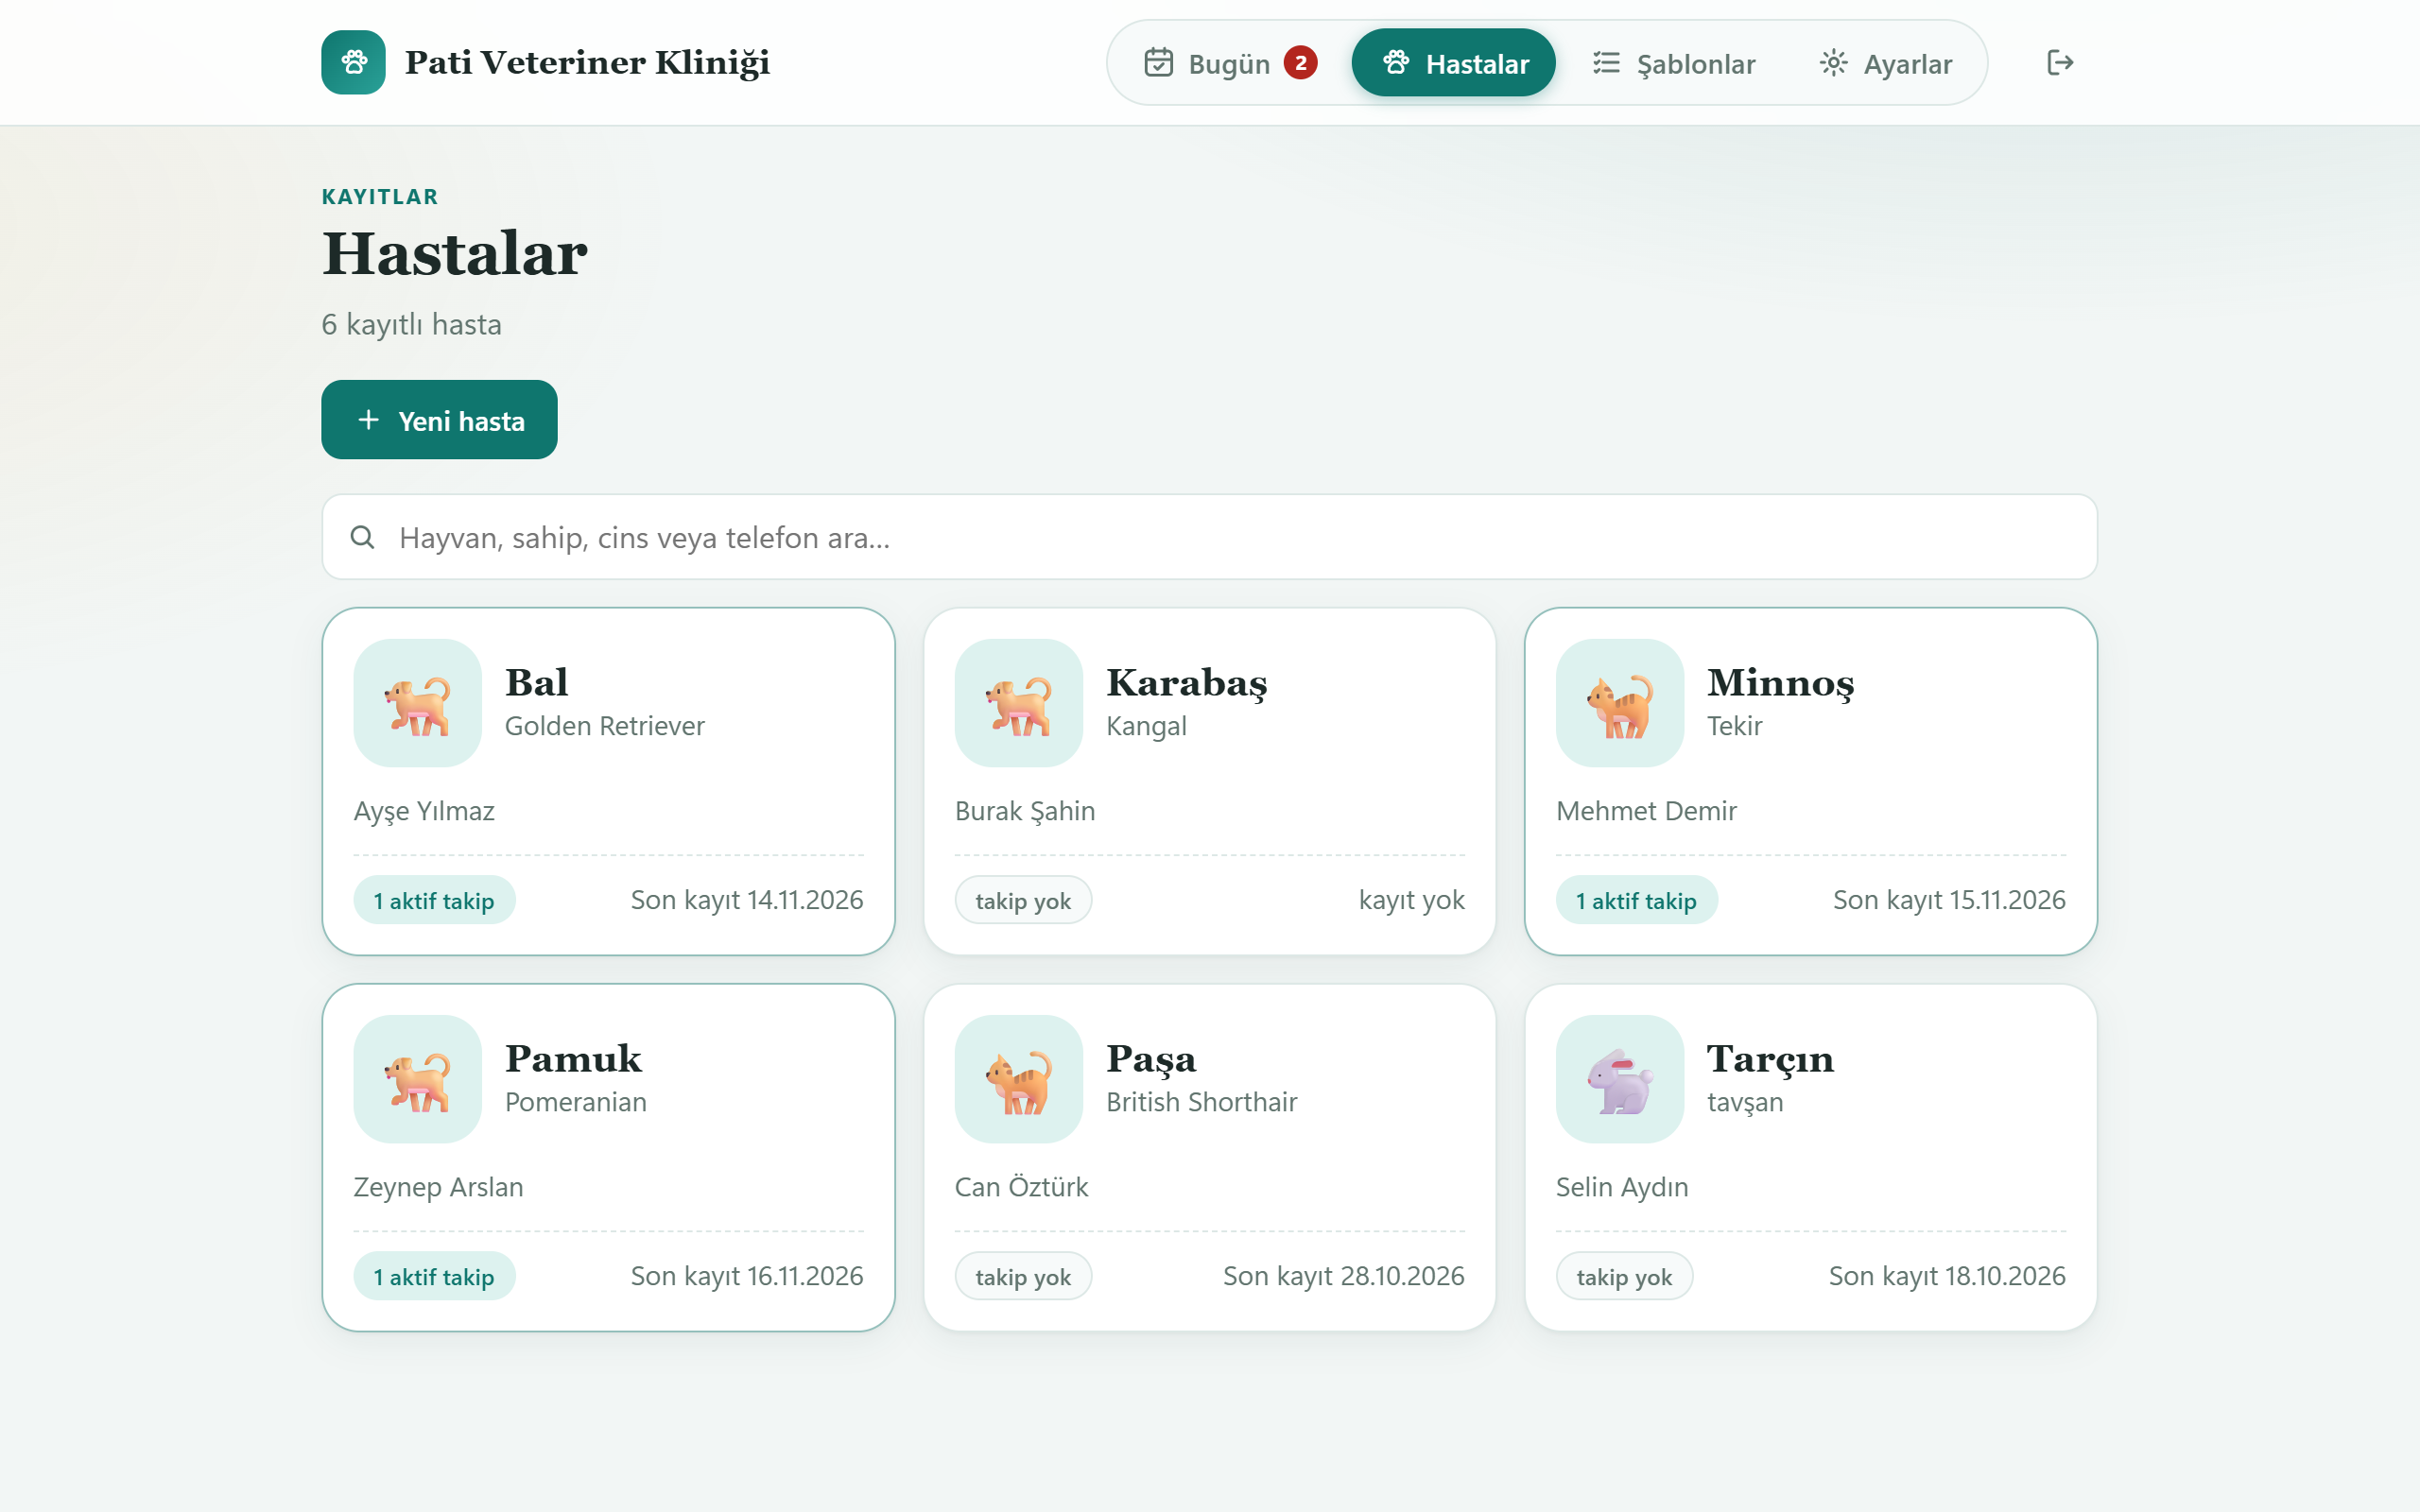 Pati Veteriner Kliniği
Bugün 2
Hastalar
Şablonlar
Ayarlar
KAYITLAR
Hastalar
6 kayıtlı hasta
Yeni hasta
Hayvan, sahip, cins veya telefon ara...
Bal
Golden Retriever
Ayşe Yılmaz
1 aktif takip
Son kayıt 14.11.2026
Karabaş
Kangal
Burak Şahin
takip yok
kayıt yok
Minnoş
Tekir
Mehmet Demir
1 aktif takip
Son kayıt 15.11.2026
Pamuk
Pomeranian
Zeynep Arslan
1 aktif takip
Son kayıt 16.11.2026
Paşa
British Shorthair
Can Öztürk
takip yok
Son kayıt 28.10.2026
Tarçın
tavşan
Selin Aydın
takip yok
Son kayıt 18.10.2026